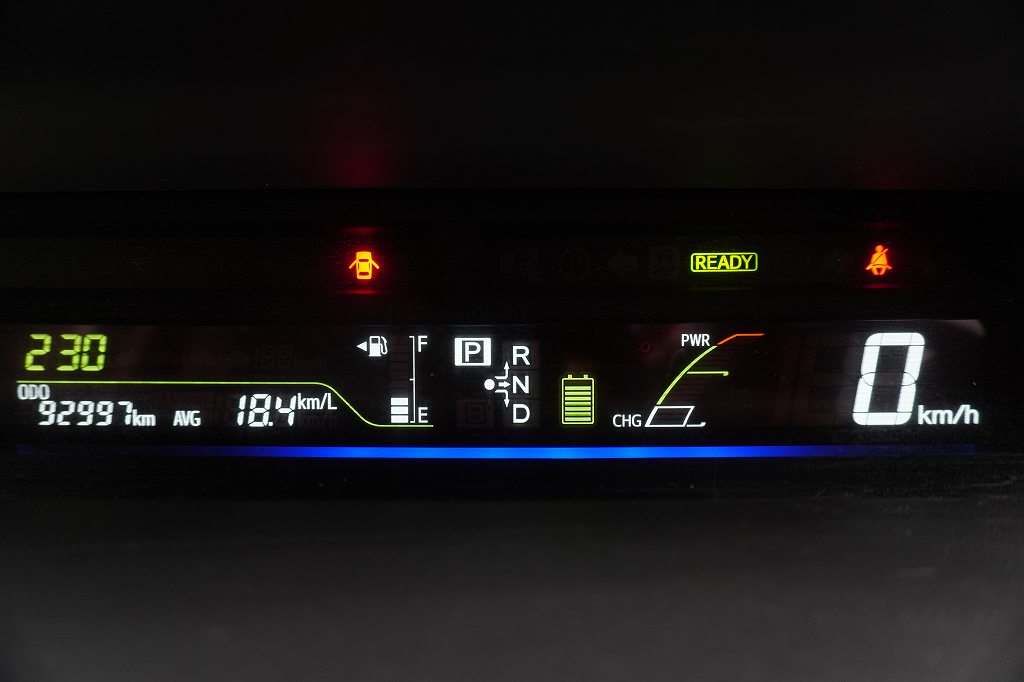 READY
230
ODO
92997km AVG 18.4km/L
F
E
P
R
N
D
PWR
CHG
0km/h